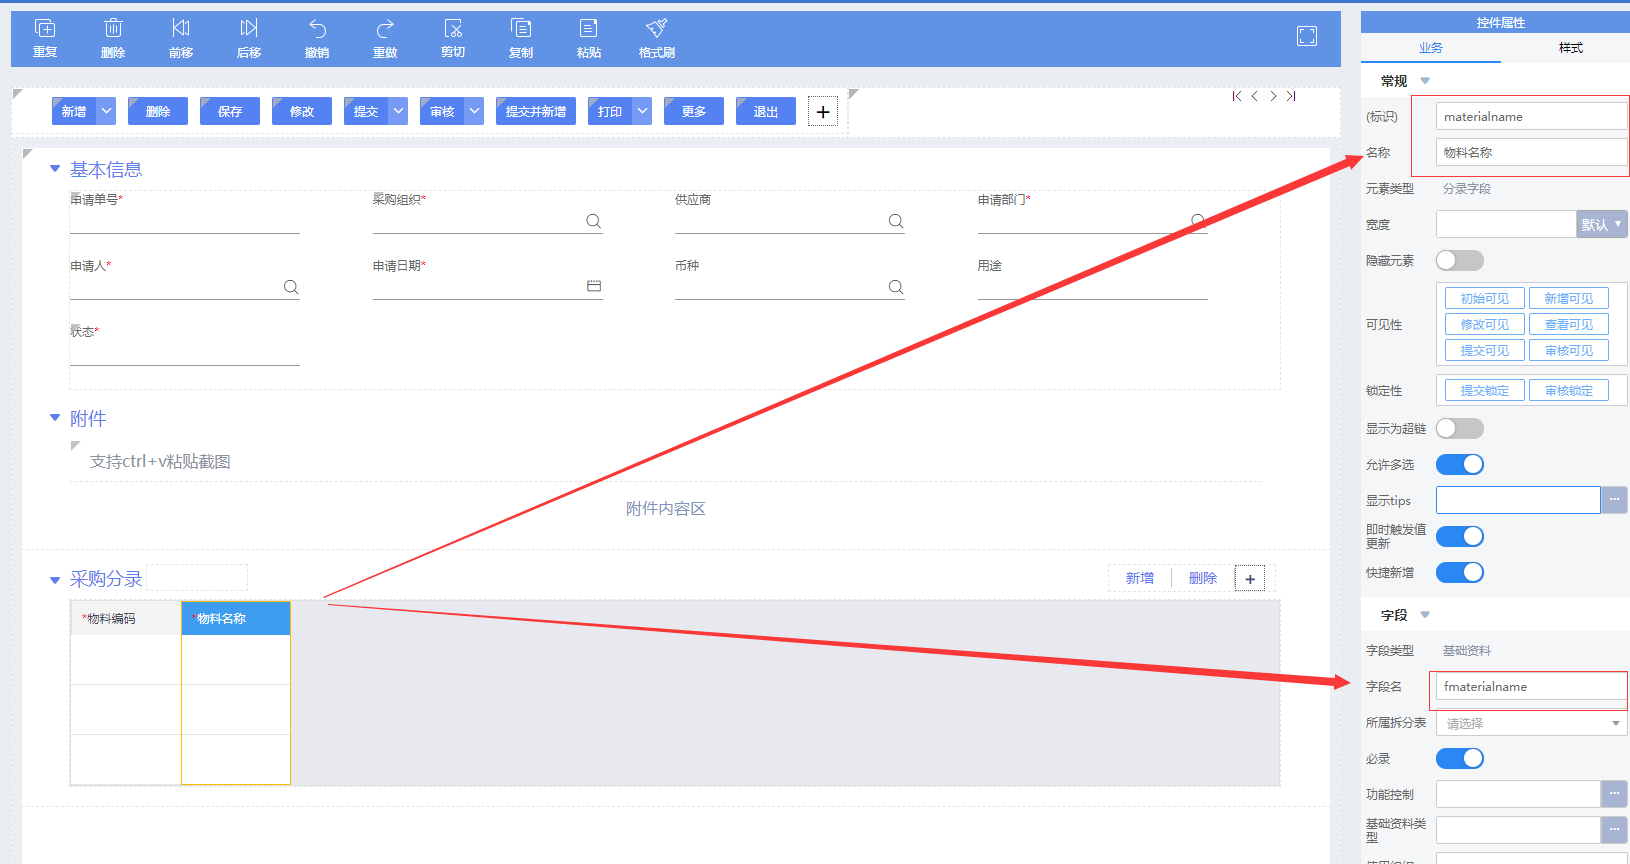 重复 删除 前移 后移 撤销 重做 剪切 复制 粘贴 格式刷
新增 删除 保存 修改 提交 审核 提交并新增 打印 更多 退出 +
基本信息
申请单号* 采购组织* 供应商 申请部门*
申请人* 申请日期* 币种 用途
状态*
附件
支持ctrl+v粘贴截图
附件内容区
采购分录 新增 删除 +
*物料编码 *物料名称
控件属性
业务 样式
常规
(标识) materialname
名称 物料名称
元素类型 分录字段
宽度 默认
隐藏元素
可见性 初始可见 新增可见
修改可见 查看可见
提交可见 审核可见
锁定性 提交锁定 审核锁定
显示为超链
允许多选
显示tips ...
即时触发值
更新
快捷新增
字段
字段类型 基础资料
字段名 fmaterialname
所属拆分表 请选择
必录
功能控制 ...
基础资料类
型 ...